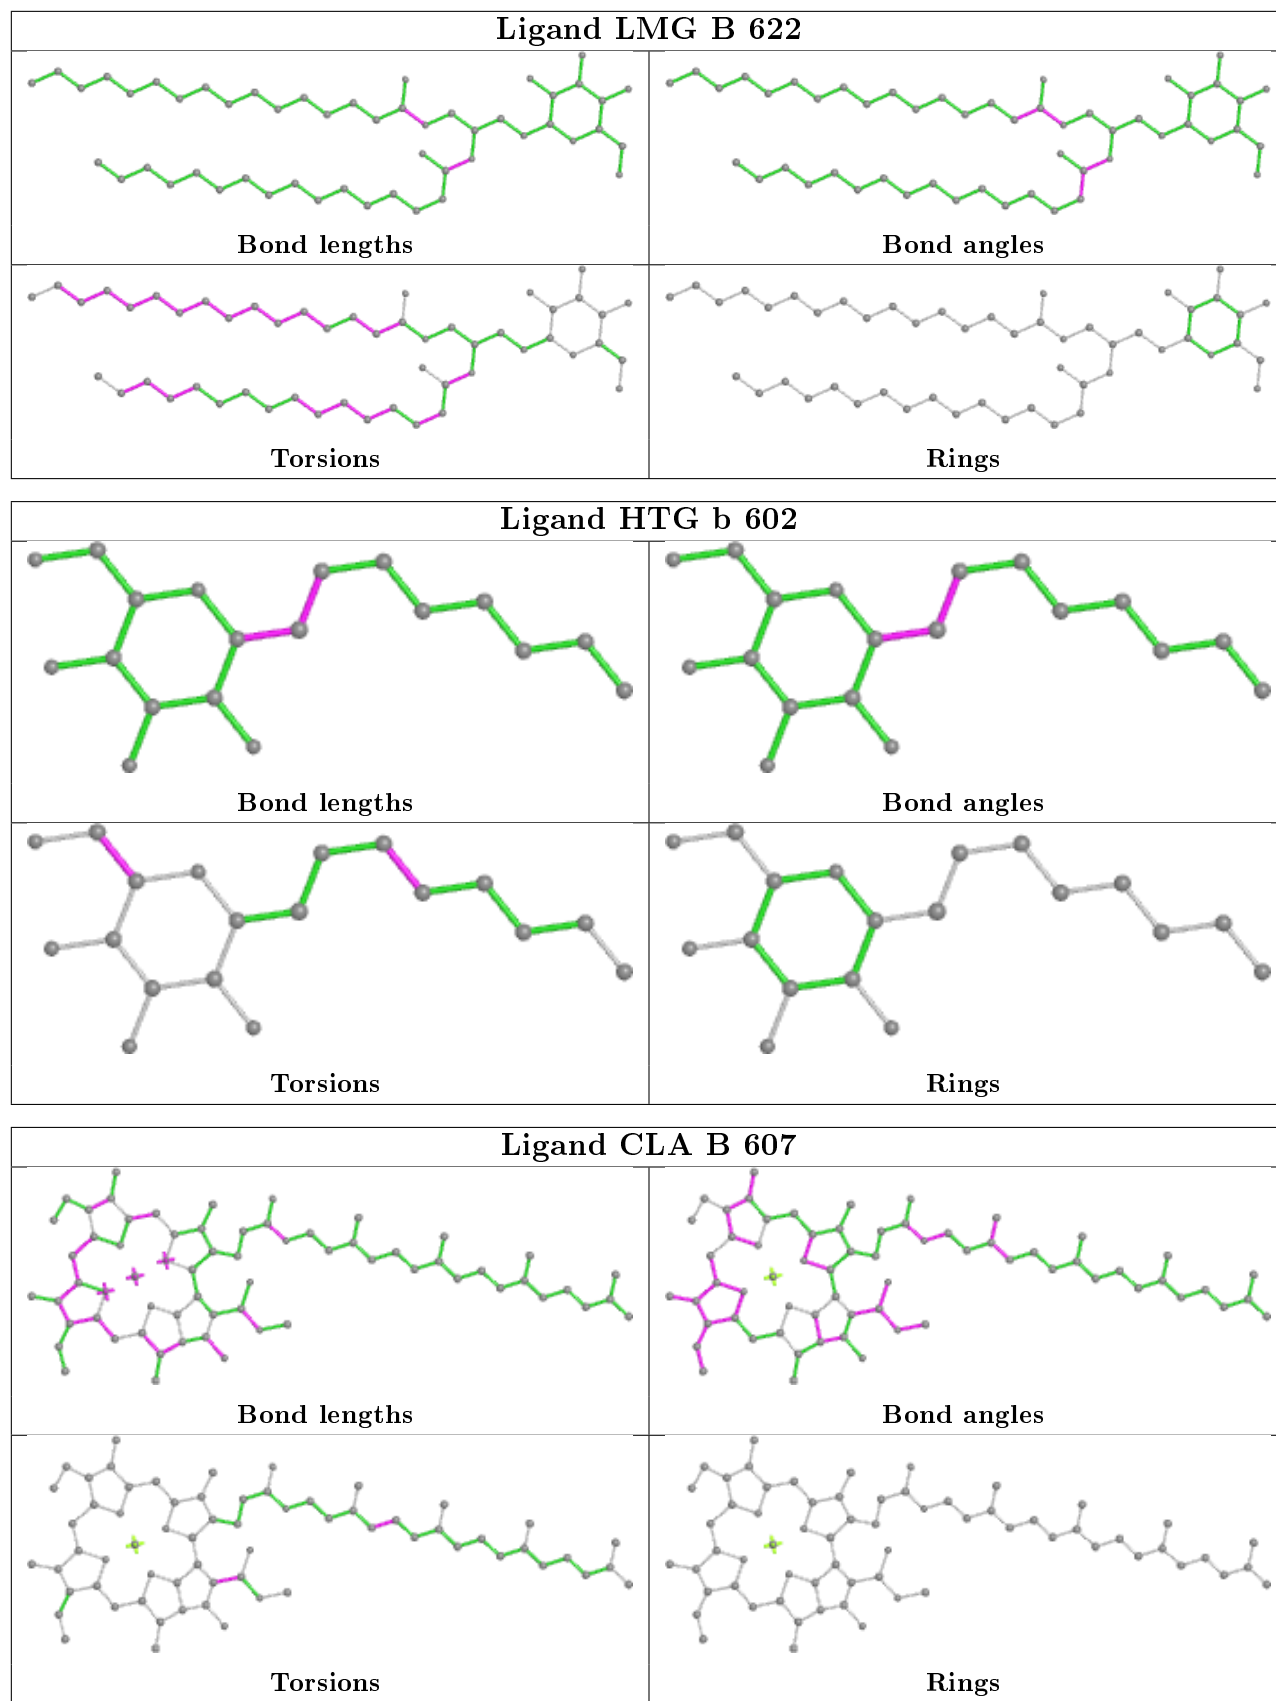 Ligand LMG B 622
Bond lengths
Bond angles
Torsions
Rings
Ligand HTG b 602
Bond lengths
Bond angles
Torsions
Rings
Ligand CLA B 607
Bond lengths
Bond angles
Torsions
Rings